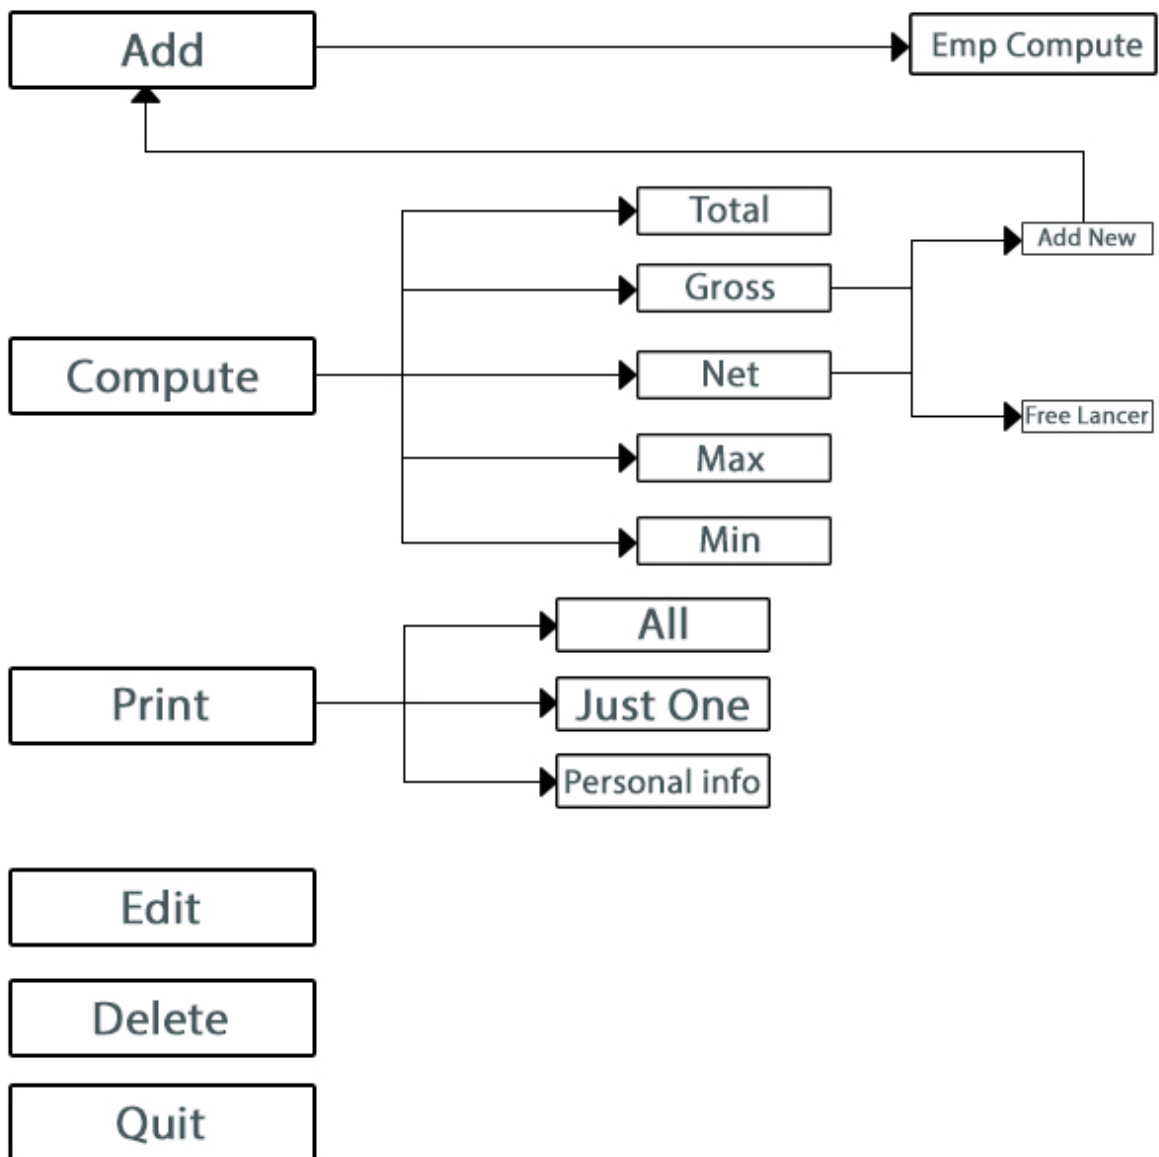 Add
Emp Compute
Total
Add New
Gross
Compute
Net
Free Lancer
Max
Min
All
Print
Just One
Personal info
Edit
Delete
Quit